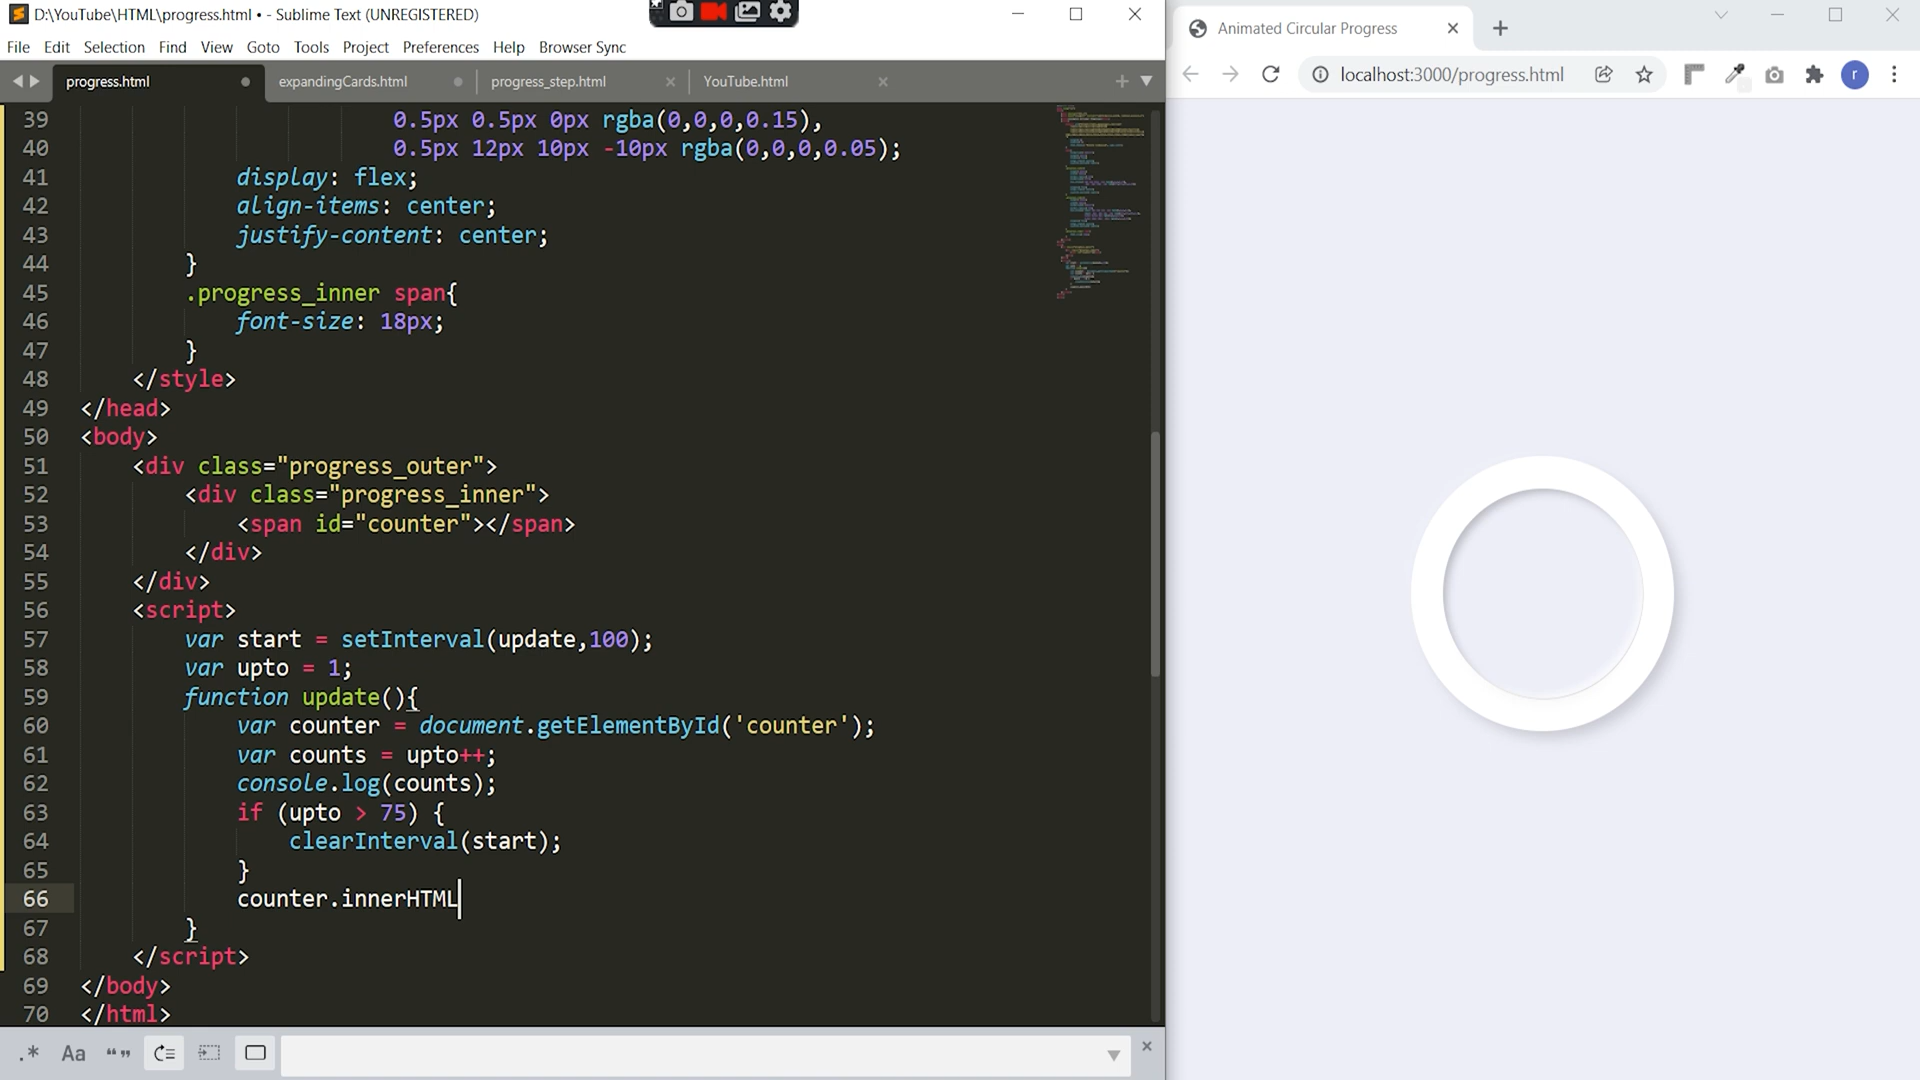 D:\YouTube\HTML\progress.html • - Sublime Text (UNREGISTERED)
File Edit Selection Find View Goto Tools Project Preferences Help Browser Sync
progress.html expandingCards.html progress_step.html YouTube.html
39 0.5px 0.5px 0px rgba(0,0,0,0.15),
40 0.5px 12px 10px -10px rgba(0,0,0,0.05);
41 display: flex;
42 align-items: center;
43 justify-content: center;
44 }
45 .progress_inner span{
46 font-size: 18px;
47 }
48 </style>
49 </head>
50 <body>
51 <div class="progress_outer">
52 <div class="progress_inner">
53 <span id="counter"></span>
54 </div>
55 </div>
56 <script>
57 var start = setInterval(update,100);
58 var upto = 1;
59 function update(){
60 var counter = document.getElementById('counter');
61 var counts = upto++;
62 console.log(counts);
63 if (upto > 75) {
64 clearInterval(start);
65 }
66 counter.innerHTML
67 }
68 </script>
69 </body>
70 </html>
.* Aa “”
Animated Circular Progress
localhost:3000/progress.html
r